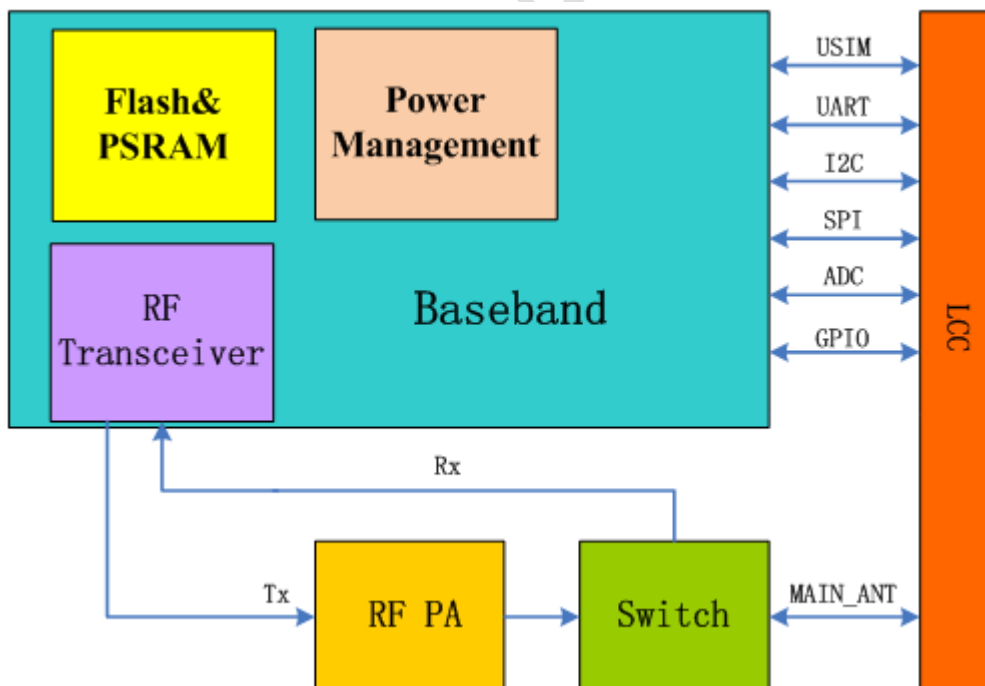 Flash&
PSRAM
Power
Management
RF
Transceiver
Baseband
USIM
UART
I2C
SPI
ADC
GPIO
LCC
Rx
Tx
RF PA
Switch
MAIN_ANT